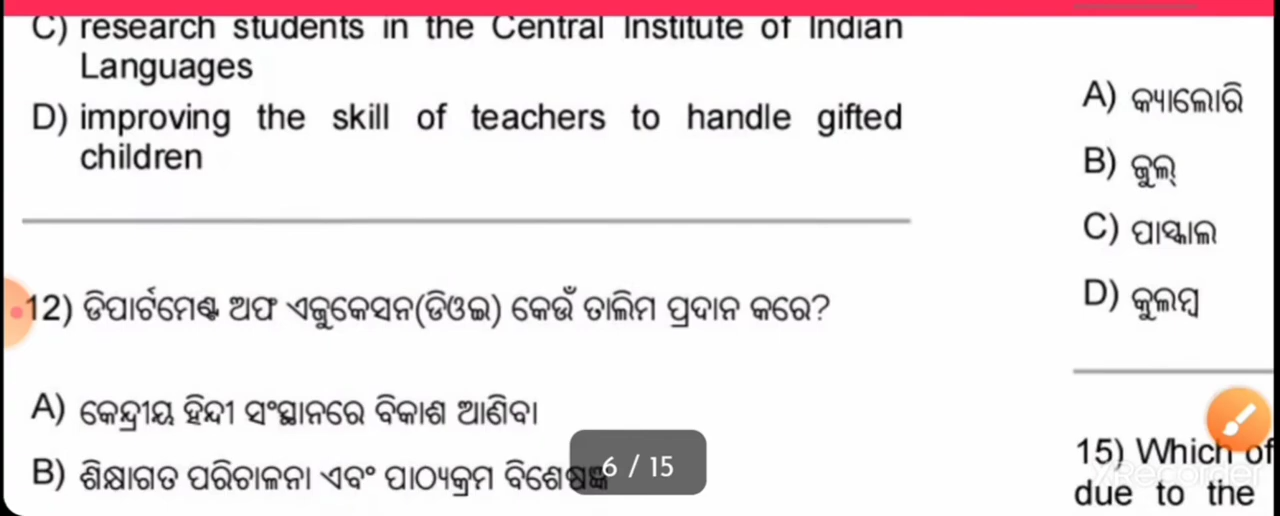 C) research students in the Central Institute of Indian
Languages
D) improving the skill of teachers to handle gifted
children
12) ଡିପାର୍ଟମେଣ୍ଟ ଅଫ ଏଜୁକେସନ(ଡିଓଇ) କେଉଁ ତାଲିମ ପ୍ରଦାନ କରେ?
A) କେନ୍ଦ୍ରୀୟ ହିନ୍ଦୀ ସଂସ୍ଥାନରେ ବିକାଶ ଆଣିବା
B) ଶିକ୍ଷାଗତ ପରିଚାଳନା ଏବଂ ପାଠ୍ୟକ୍ରମ ବିଶେଷଜ୍ଞ
6 / 15
A) କ୍ୟାଲୋରି
B) ଜୁଲ୍
C) ପାସ୍କାଲ
D) କୁଲମ୍ବ
15) Which of
due to the
XRecorder